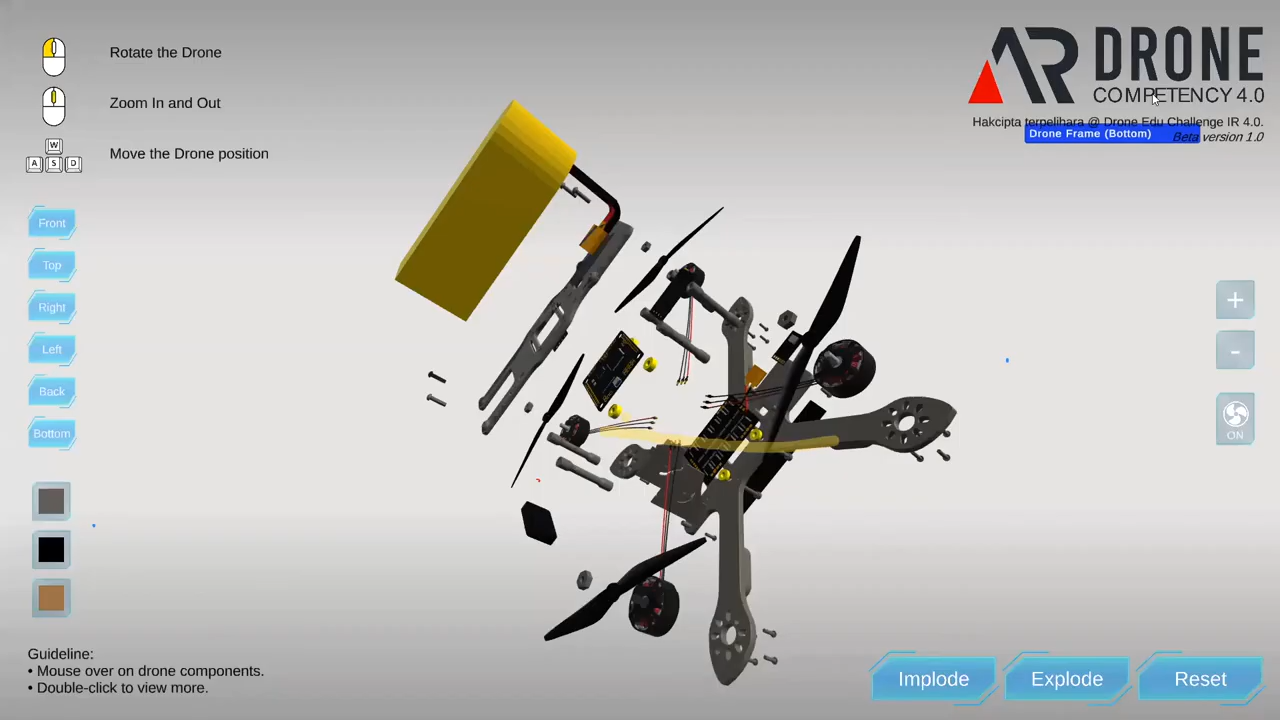 Rotate the Drone
Zoom In and Out
W
A S D
Move the Drone position
AR DRONE
COMPETENCY 4.0
Hakcipta terpelihara @ Drone Edu Challenge IR 4.0.
Drone Frame (Bottom)
Beta version 1.0
Front
Top
Right
Left
Back
Bottom
+
-
ON
Guideline:
• Mouse over on drone components.
• Double-click to view more.
Implode
Explode
Reset